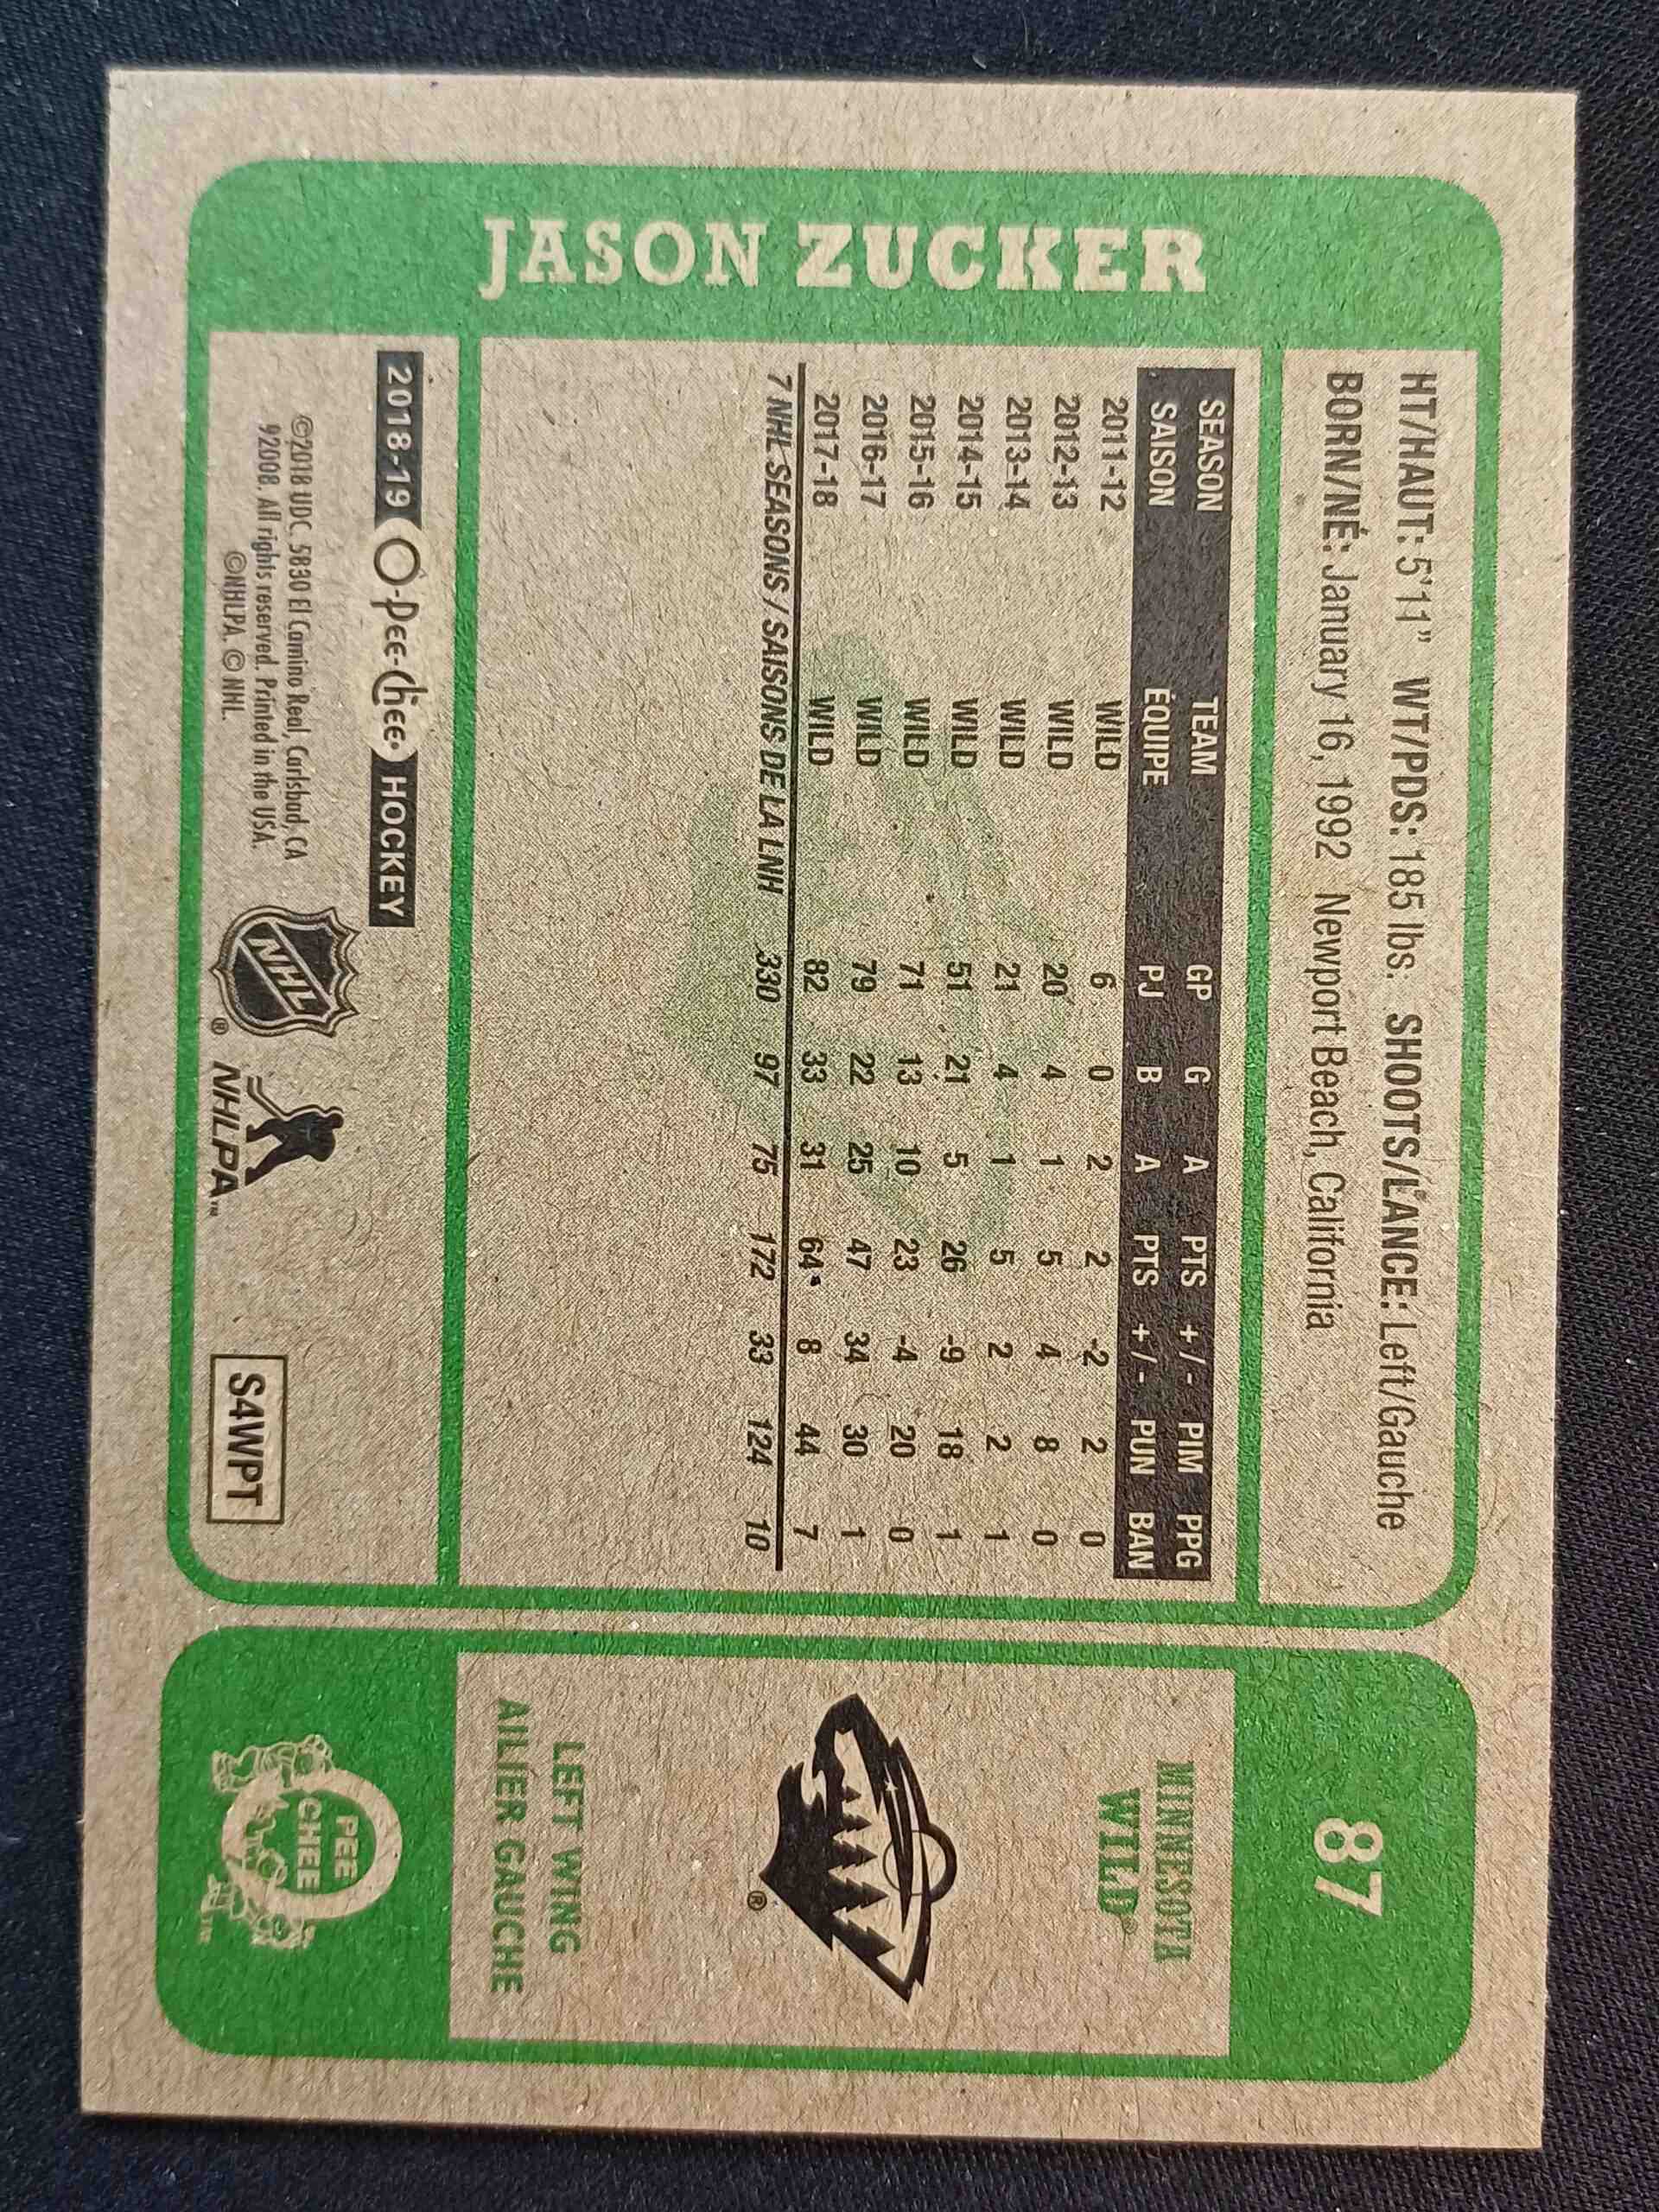 JASON ZUCKER
HT/HAUT: 5'11" WT/PDS: 185 lbs. SHOOTS/LANCE: Left/Gauche
BORN/NÉ: January 16, 1992 Newport Beach, California
SEASON TEAM GP G A PTS +/- PIM PPG
SAISON ÉQUIPE PJ B A PTS +/- PUN BAN
2011-12 WILD 6 0 2 2 -2 2 0
2012-13 WILD 20 4 1 5 4 8 0
2013-14 WILD 21 4 1 5 2 2 1
2014-15 WILD 51 21 5 26 -9 18 1
2015-16 WILD 71 13 10 23 -4 20 0
2016-17 WILD 79 22 25 47 34 30 1
2017-18 WILD 82 33 31 64 8 44 7
7 NHL SEASONS / SAISONS DE LA LNH 330 97 75 172 33 124 10
2018-19 O-Pee-Chee HOCKEY
©2018 UDC. 5830 El Camino Real, Carlsbad, CA
92008. All rights reserved. Printed in the USA.
©NHLPA. © NHL.
NHL ®
NHLPA™
S4WPT
87
MINNESOTA
WILD®
®
LEFT WING
AILIER GAUCHE
PEE
CHEE
TM